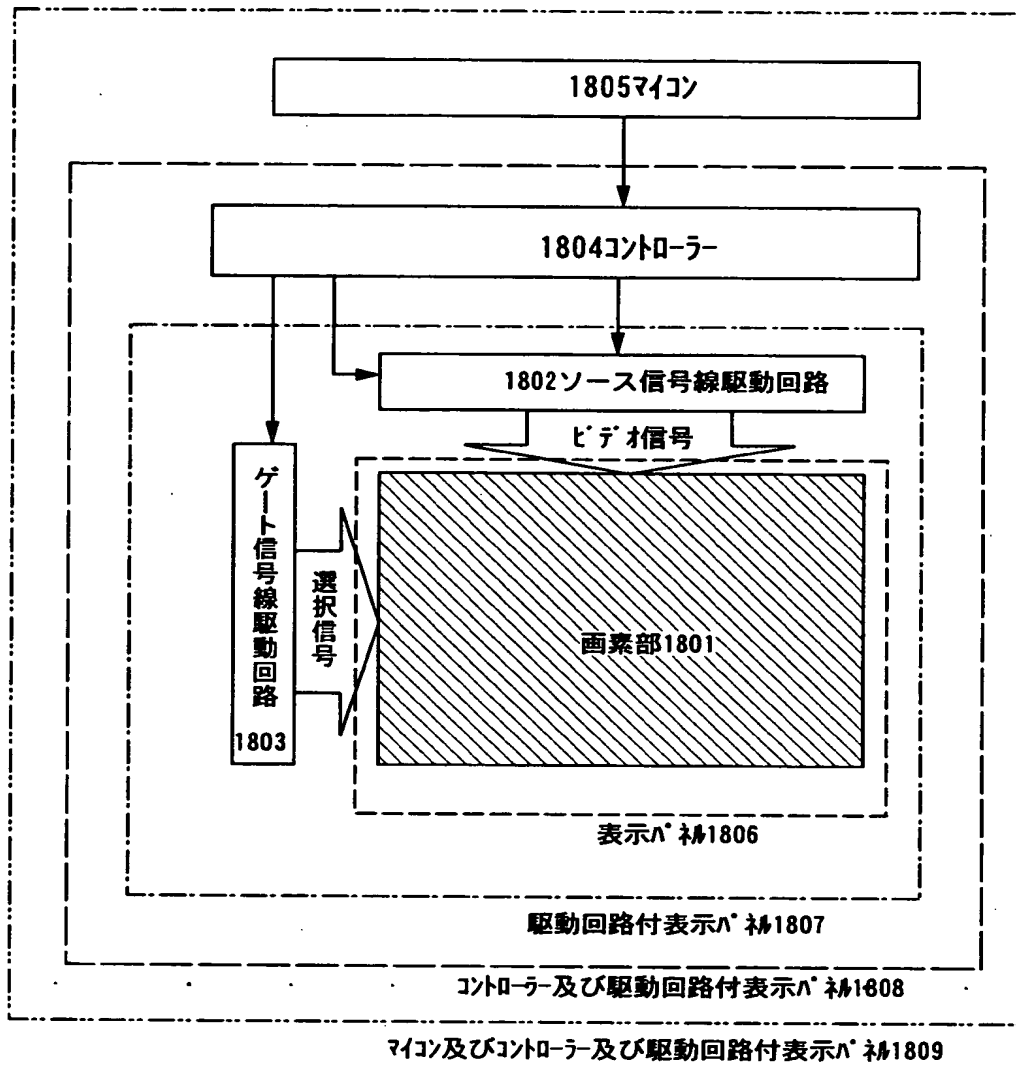 1805マイコン
1804コントローラー
1802ソース信号線駆動回路
ビデオ信号
ゲート信号線駆動回路
1803
選択信号
画素部1801
表示パネル1806
駆動回路付表示パネル1807
コントローラー及び駆動回路付表示パネル1808
マイコン及びコントローラー及び駆動回路付表示パネル1809